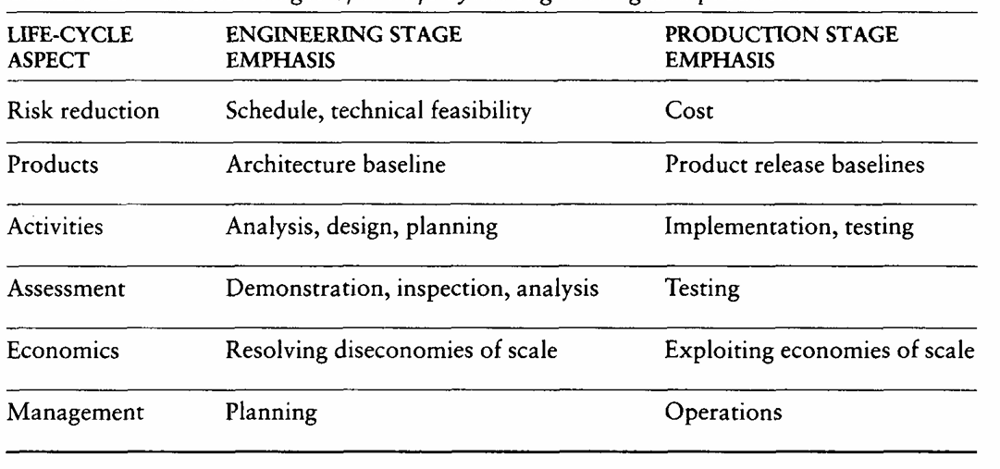 LIFE-CYCLE ENGINEERING STAGE PRODUCTION STAGE
ASPECT EMPHASIS EMPHASIS
Risk reduction Schedule, technical feasibility Cost
Products Architecture baseline Product release baselines
Activities Analysis, design, planning Implementation, testing
Assessment Demonstration, inspection, analysis Testing
Economics Resolving diseconomies of scale Exploiting economies of scale
Management Planning Operations